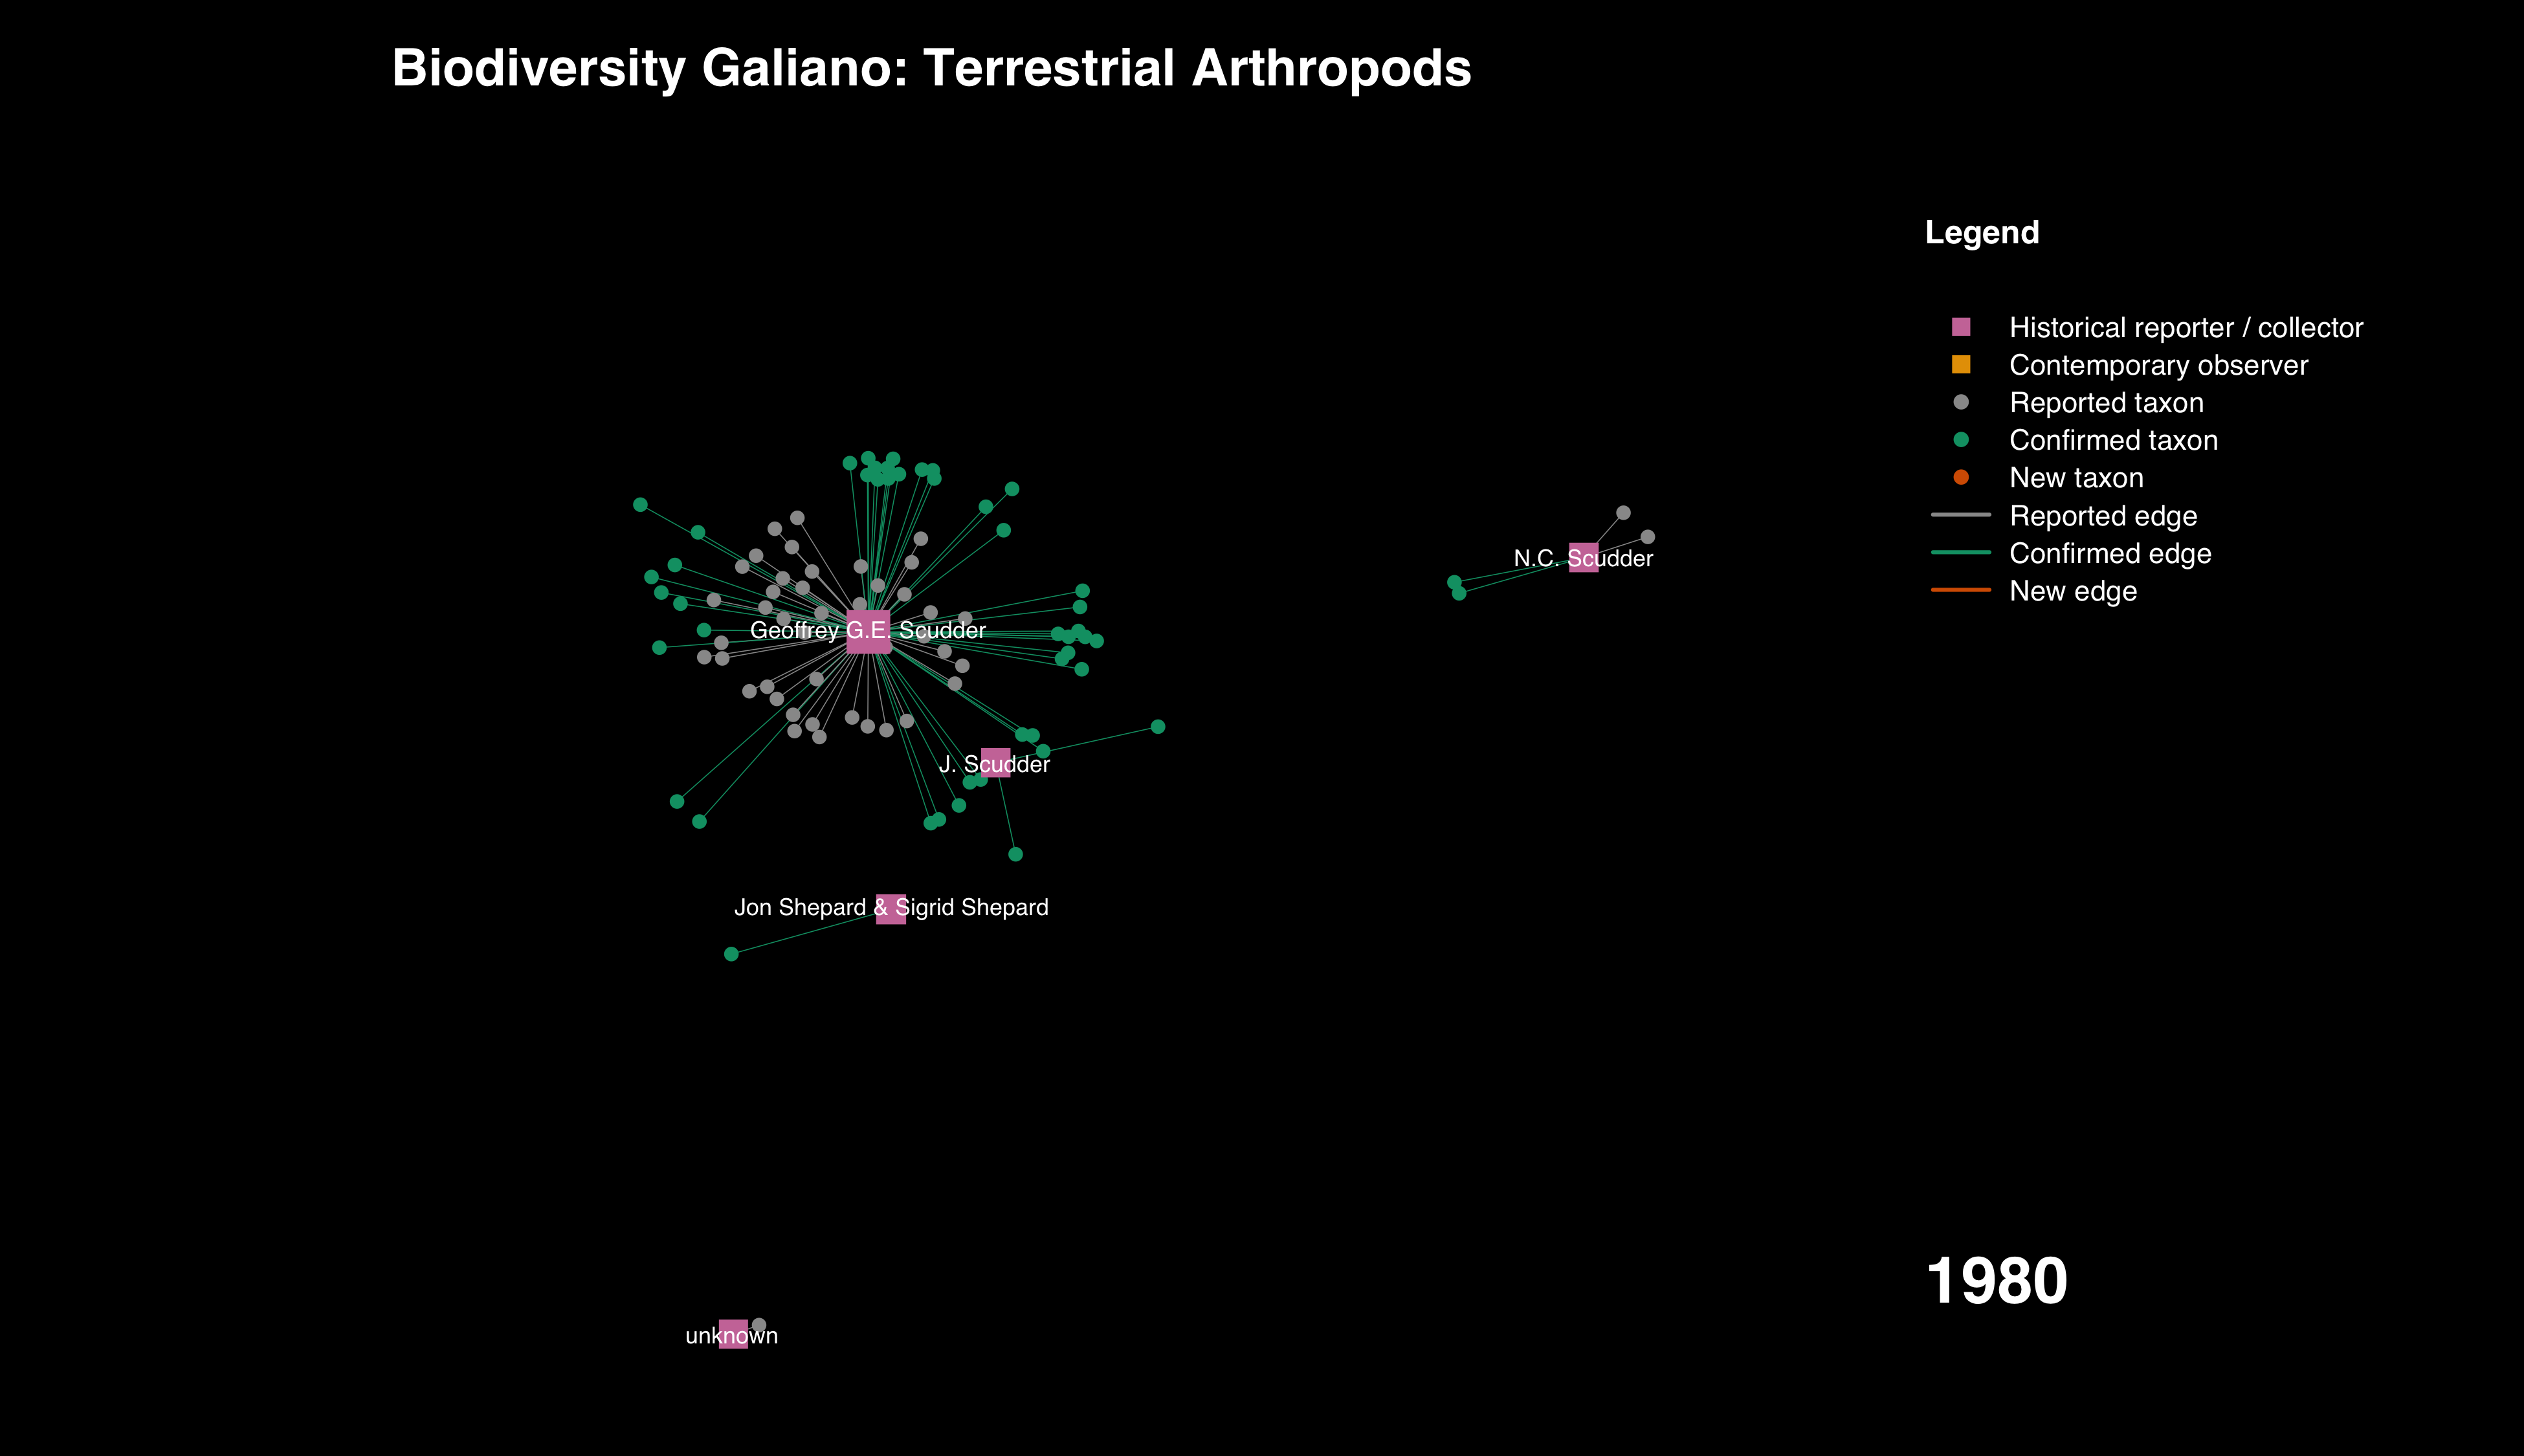 Biodiversity Galiano: Terrestrial Arthropods
Legend
Historical reporter / collector
Contemporary observer
Reported taxon
Confirmed taxon
New taxon
Reported edge
Confirmed edge
New edge
N.C. Scudder
Geoffrey G.E. Scudder
J. Scudder
Jon Shepard & Sigrid Shepard
1980
unknown